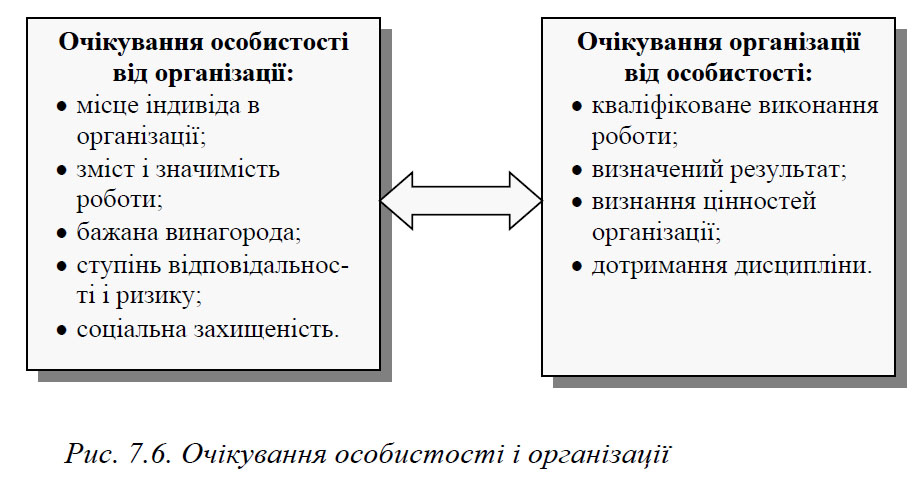 Очікування особистості
від організації:
• місце індивіда в
організації;
• зміст і значимість
роботи;
• бажана винагорода;
• ступінь відповідальнос-
ті і ризику;
• соціальна захищеність.
Очікування організації
від особистості:
• кваліфіковане виконання
роботи;
• визначений результат;
• визнання цінностей
організації;
• дотримання дисципліни.
Рис. 7.6. Очікування особистості і організації